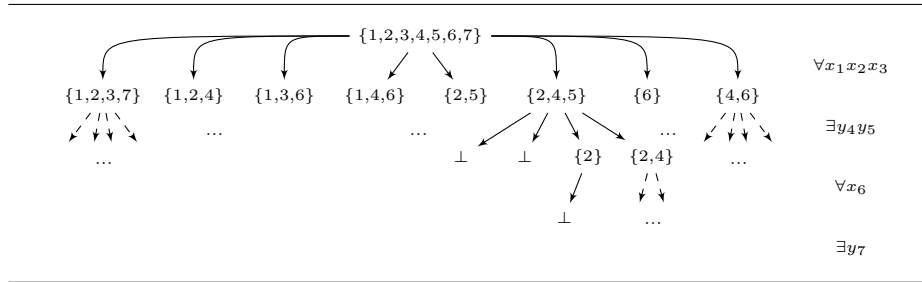 {1,2,3,4,5,6,7}
∀x₁x₂x₃
{1,2,3,7} {1,2,4} {1,3,6} {1,4,6} {2,5} {2,4,5} {6} {4,6}
... ... ... ∃y₄y₅
... ⊥ ⊥ {2} {2,4} ...
∀x₆
⊥ ...
∃y₇